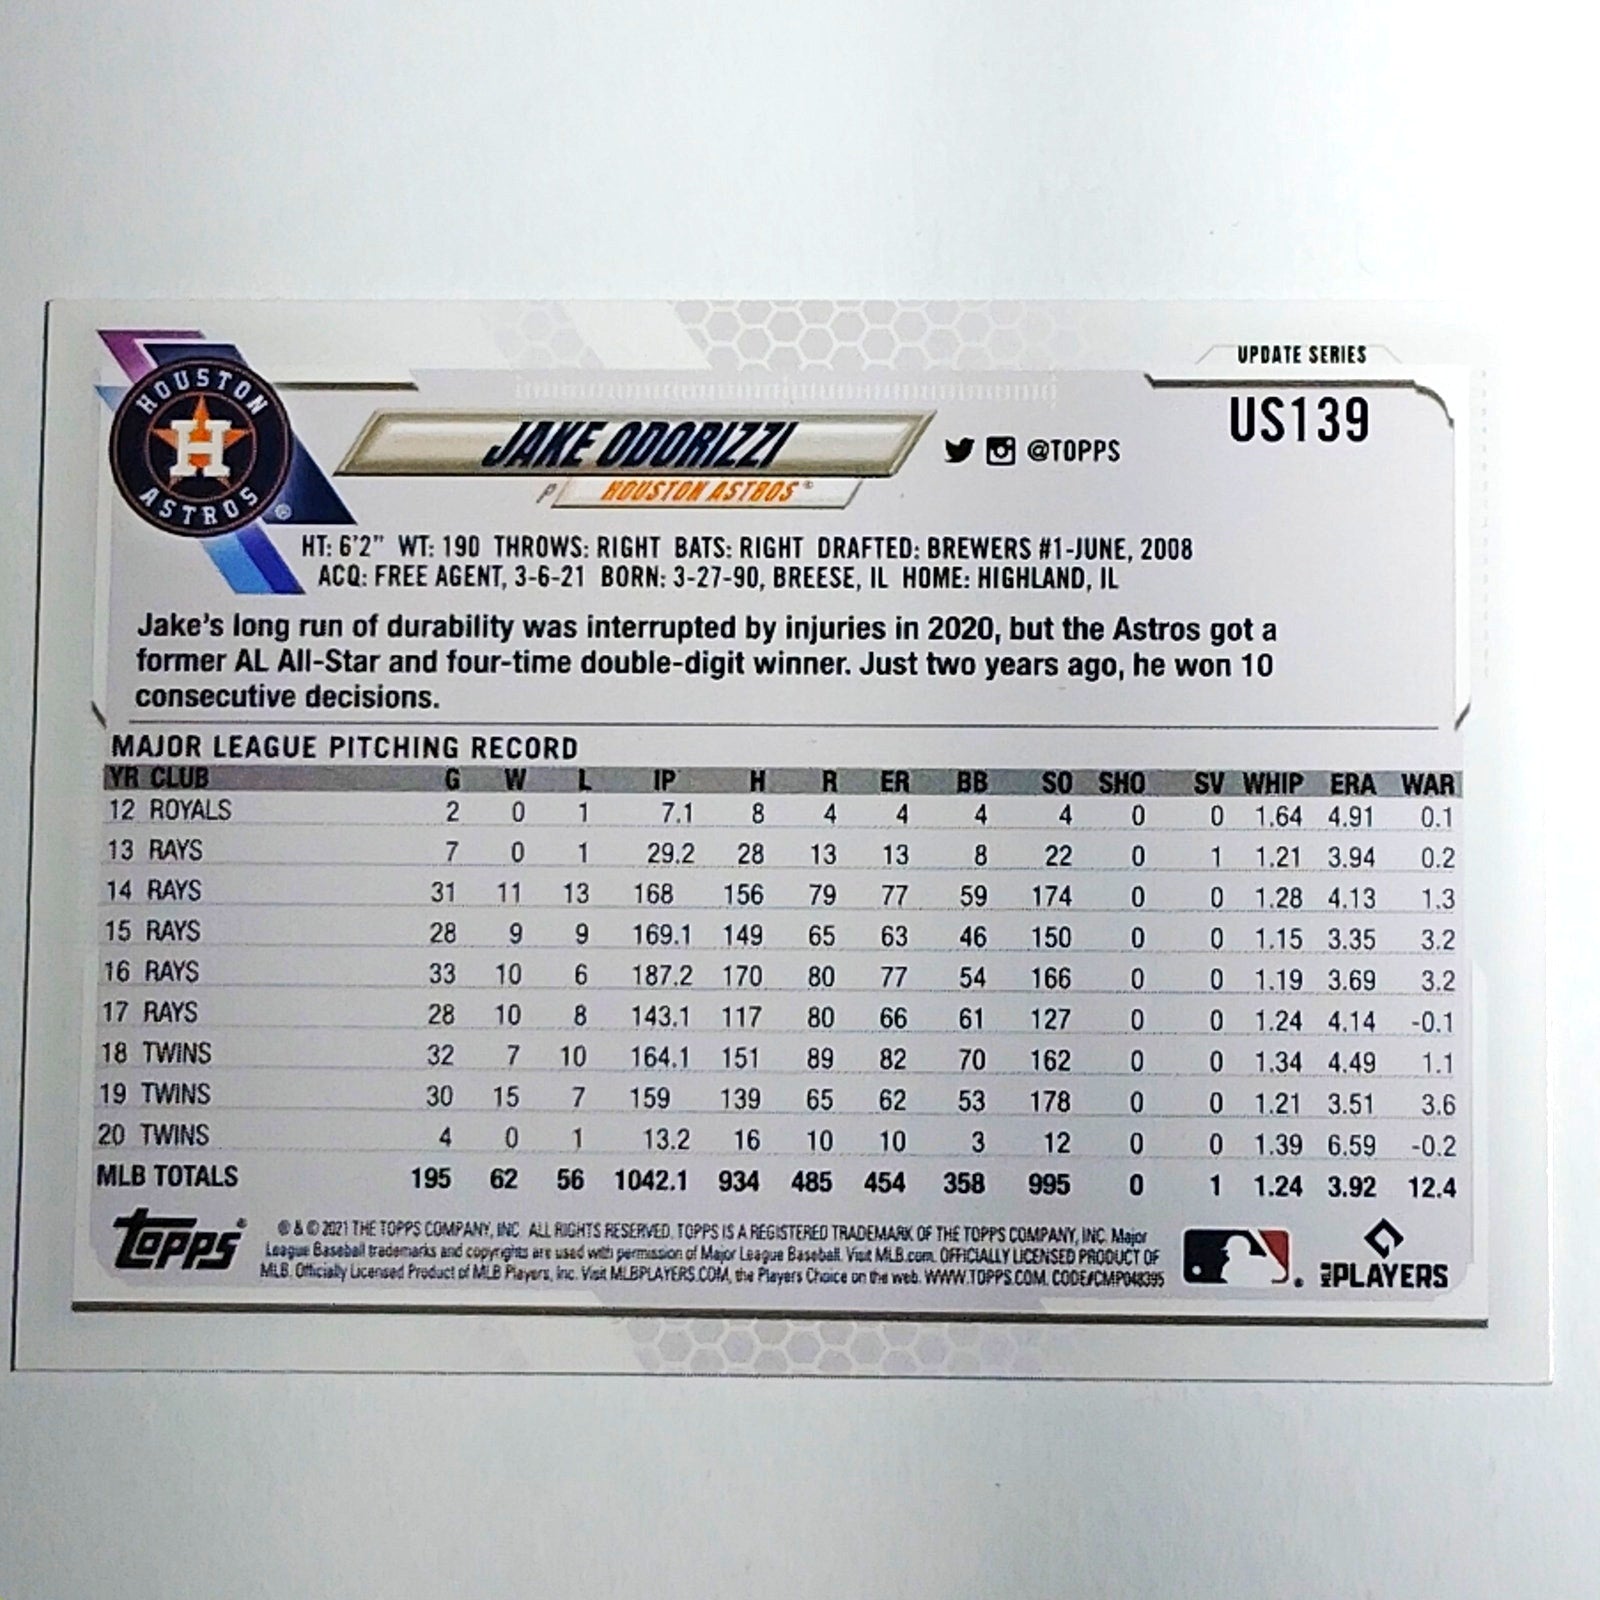 UPDATE SERIES
US139
HOUSTON
H
ASTROS ®
JAKE ODORIZZI
@TOPPS
P HOUSTON ASTROS®
HT: 6'2" WT: 190 THROWS: RIGHT BATS: RIGHT DRAFTED: BREWERS #1-JUNE, 2008
ACQ: FREE AGENT, 3-6-21 BORN: 3-27-90, BREESE, IL HOME: HIGHLAND, IL
Jake's long run of durability was interrupted by injuries in 2020, but the Astros got a
former AL All-Star and four-time double-digit winner. Just two years ago, he won 10
consecutive decisions.
MAJOR LEAGUE PITCHING RECORD
YR CLUB G W L IP H R ER BB SO SHO SV WHIP ERA WAR
12 ROYALS 2 0 1 7.1 8 4 4 4 4 0 0 1.64 4.91 0.1
13 RAYS 7 0 1 29.2 28 13 13 8 22 0 1 1.21 3.94 0.2
14 RAYS 31 11 13 168 156 79 77 59 174 0 0 1.28 4.13 1.3
15 RAYS 28 9 9 169.1 149 65 63 46 150 0 0 1.15 3.35 3.2
16 RAYS 33 10 6 187.2 170 80 77 54 166 0 0 1.19 3.69 3.2
17 RAYS 28 10 8 143.1 117 80 66 61 127 0 0 1.24 4.14 -0.1
18 TWINS 32 7 10 164.1 151 89 82 70 162 0 0 1.34 4.49 1.1
19 TWINS 30 15 7 159 139 65 62 53 178 0 0 1.21 3.51 3.6
20 TWINS 4 0 1 13.2 16 10 10 3 12 0 0 1.39 6.59 -0.2
MLB TOTALS 195 62 56 1042.1 934 485 454 358 995 0 1 1.24 3.92 12.4
topps®
® & © 2021 THE TOPPS COMPANY, INC. ALL RIGHTS RESERVED. TOPPS IS A REGISTERED TRADEMARK OF THE TOPPS COMPANY, INC. Major
League Baseball trademarks and copyrights are used with permission of Major League Baseball. Visit MLB.com. OFFICIALLY LICENSED PRODUCT OF
MLB. Officially Licensed Product of MLB Players, Inc. Visit MLBPLAYERS.COM, the Players Choice on the web. WWW.TOPPS.COM. CODE#CMP048395
MLB PLAYERS